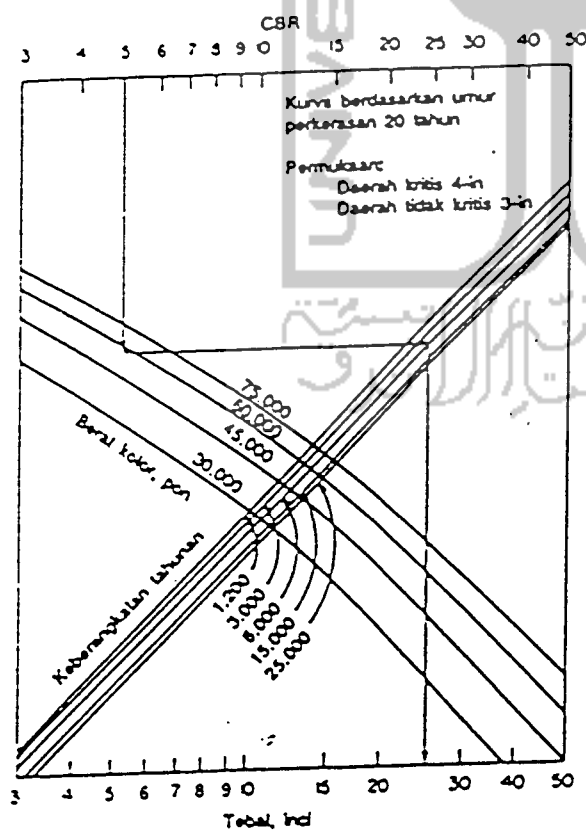 CBR
3 4 5 6 7 8 9 10 15 20 25 30 40 50
Kurva berdasarkan umur
perkerasan 20 tahun
Permukaan:
Daerah kritis 4-in
Daerah tidak kritis 3-in
75.000
60.000
45.000
30.000
Berat kotor, pon
Keberangkatan tahunan
1.200
3.000
6.000
15.000
25.000
3 4 5 6 7 8 9 10 15 20 30 40 50
Tebal, inci